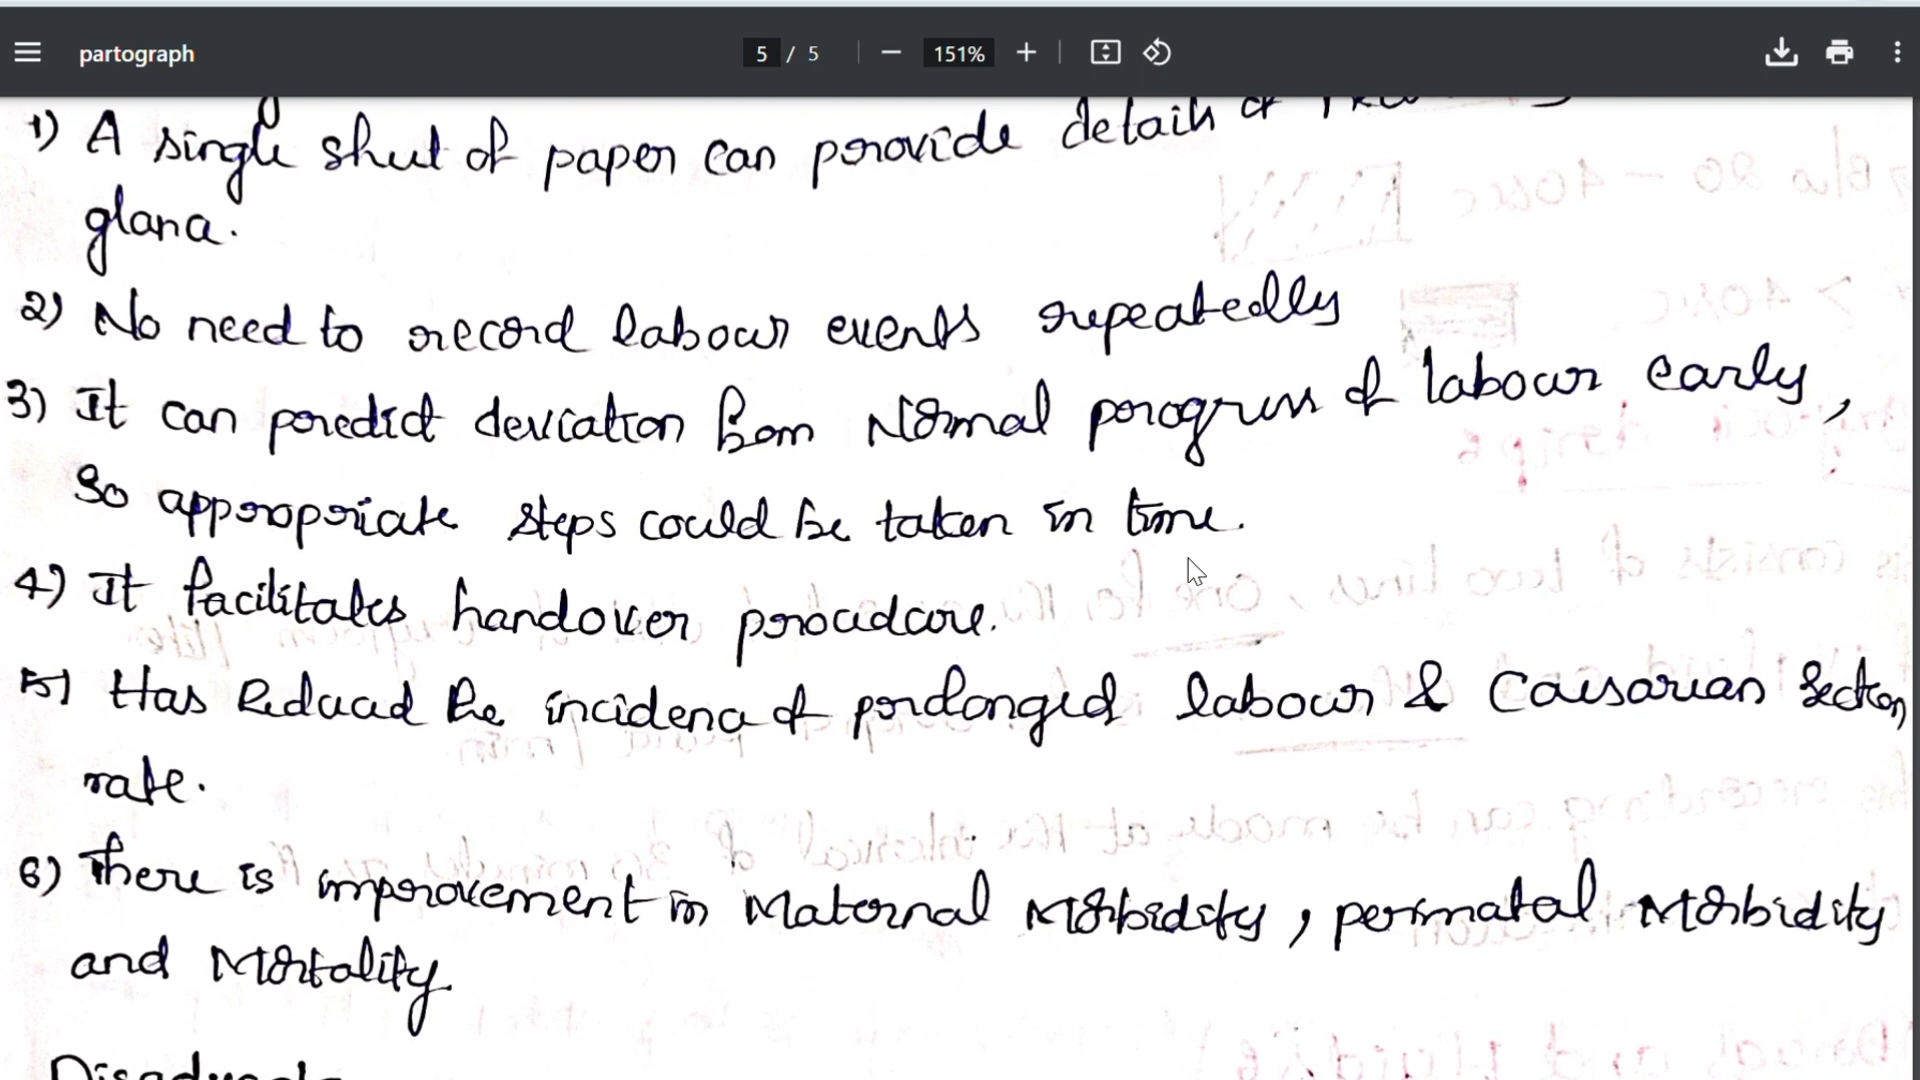 partograph
5 / 5
151%
1) A single sheet of paper can provide details of
glance.
2) No need to record labour events repeatedly
3) It can predict deviation from Normal progress of labour early,
So appropriate steps could be taken in time.
4) It facilitates handover procedure.
5) Has Reduced the incidence of prolonged labour & Caesarean Section
rate.
6) There is improvement in Maternal Morbidity, perinatal Morbidity
and Mortality.